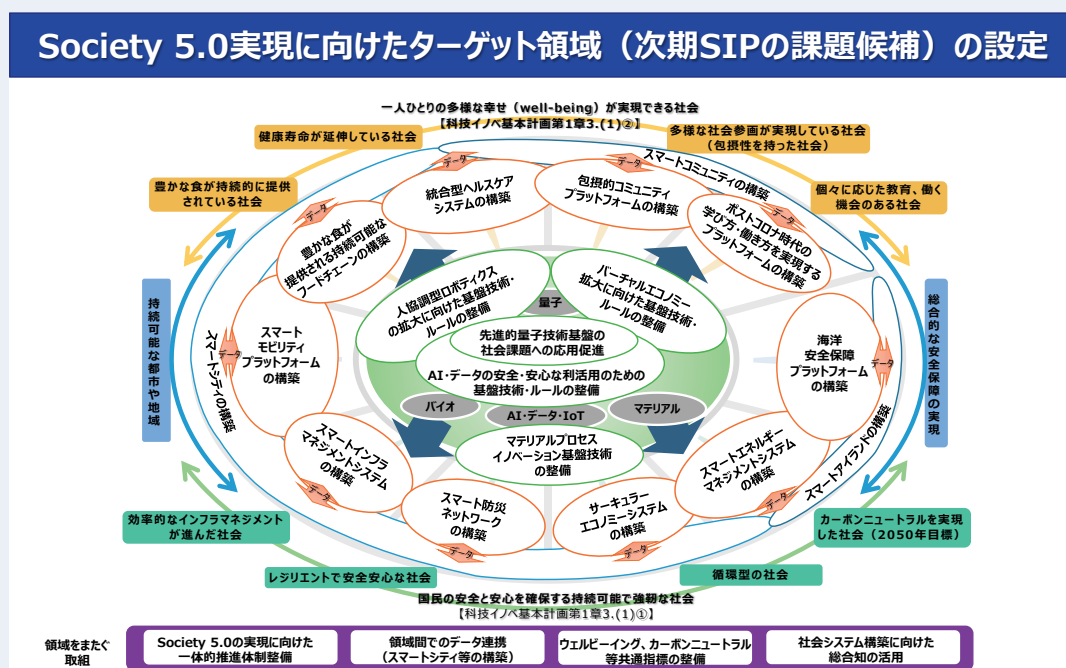 Society 5.0実現に向けたターゲット領域（次期SIPの課題候補）の設定
一人ひとりの多様な幸せ（well-being）が実現できる社会
【科技イノベ基本計画第1章3.(1)②】
健康寿命が延伸している社会
多様な社会参画が実現している社会
（包摂性を持った社会）
豊かな食が持続的に提供
されている社会
個々に応じた教育、働く
機会のある社会
スマートコミュニティの構築
データ
統合型ヘルスケア
システムの構築
データ
包摂的コミュニティ
プラットフォームの構築
データ
ポストコロナ時代の
学び方・働き方を実現する
プラットフォームの構築
データ
豊かな食が
提供される持続可能な
フードチェーンの構築
人協調型ロボティクス
の拡大に向けた基盤技術・
ルールの整備
バーチャルエコノミー
拡大に向けた基盤技術・
ルールの整備
量子
先進的量子技術基盤の
社会課題への応用促進
AI・データの安全・安心な利活用のための
基盤技術・ルールの整備
バイオ
AI・データ・IoT
マテリアル
マテリアルプロセス
イノベーション基盤技術
の整備
持続可能な都市や地域
スマートシティの構築
データ
スマート
モビリティ
プラットフォーム
の構築
海洋
安全保障
プラットフォーム
の構築
データ
総合的な安全保障の実現
スマートアイランドの構築
スマートインフラ
マネジメントシステム
の構築
データ
スマートエネルギー
マネジメントシステム
の構築
データ
スマート防災
ネットワーク
の構築
データ
サーキュラー
エコノミーシステム
の構築
データ
効率的なインフラマネジメント
が進んだ社会
カーボンニュートラルを実現
した社会（2050年目標）
レジリエントで安全安心な社会
循環型の社会
国民の安全と安心を確保する持続可能で強靭な社会
【科技イノベ基本計画第1章3.(1)①】
領域をまたぐ
取組
Society 5.0の実現に向けた
一体的推進体制整備
領域間でのデータ連携
（スマートシティ等の構築）
ウェルビーイング、カーボンニュートラル
等共通指標の整備
社会システム構築に向けた
総合知の活用